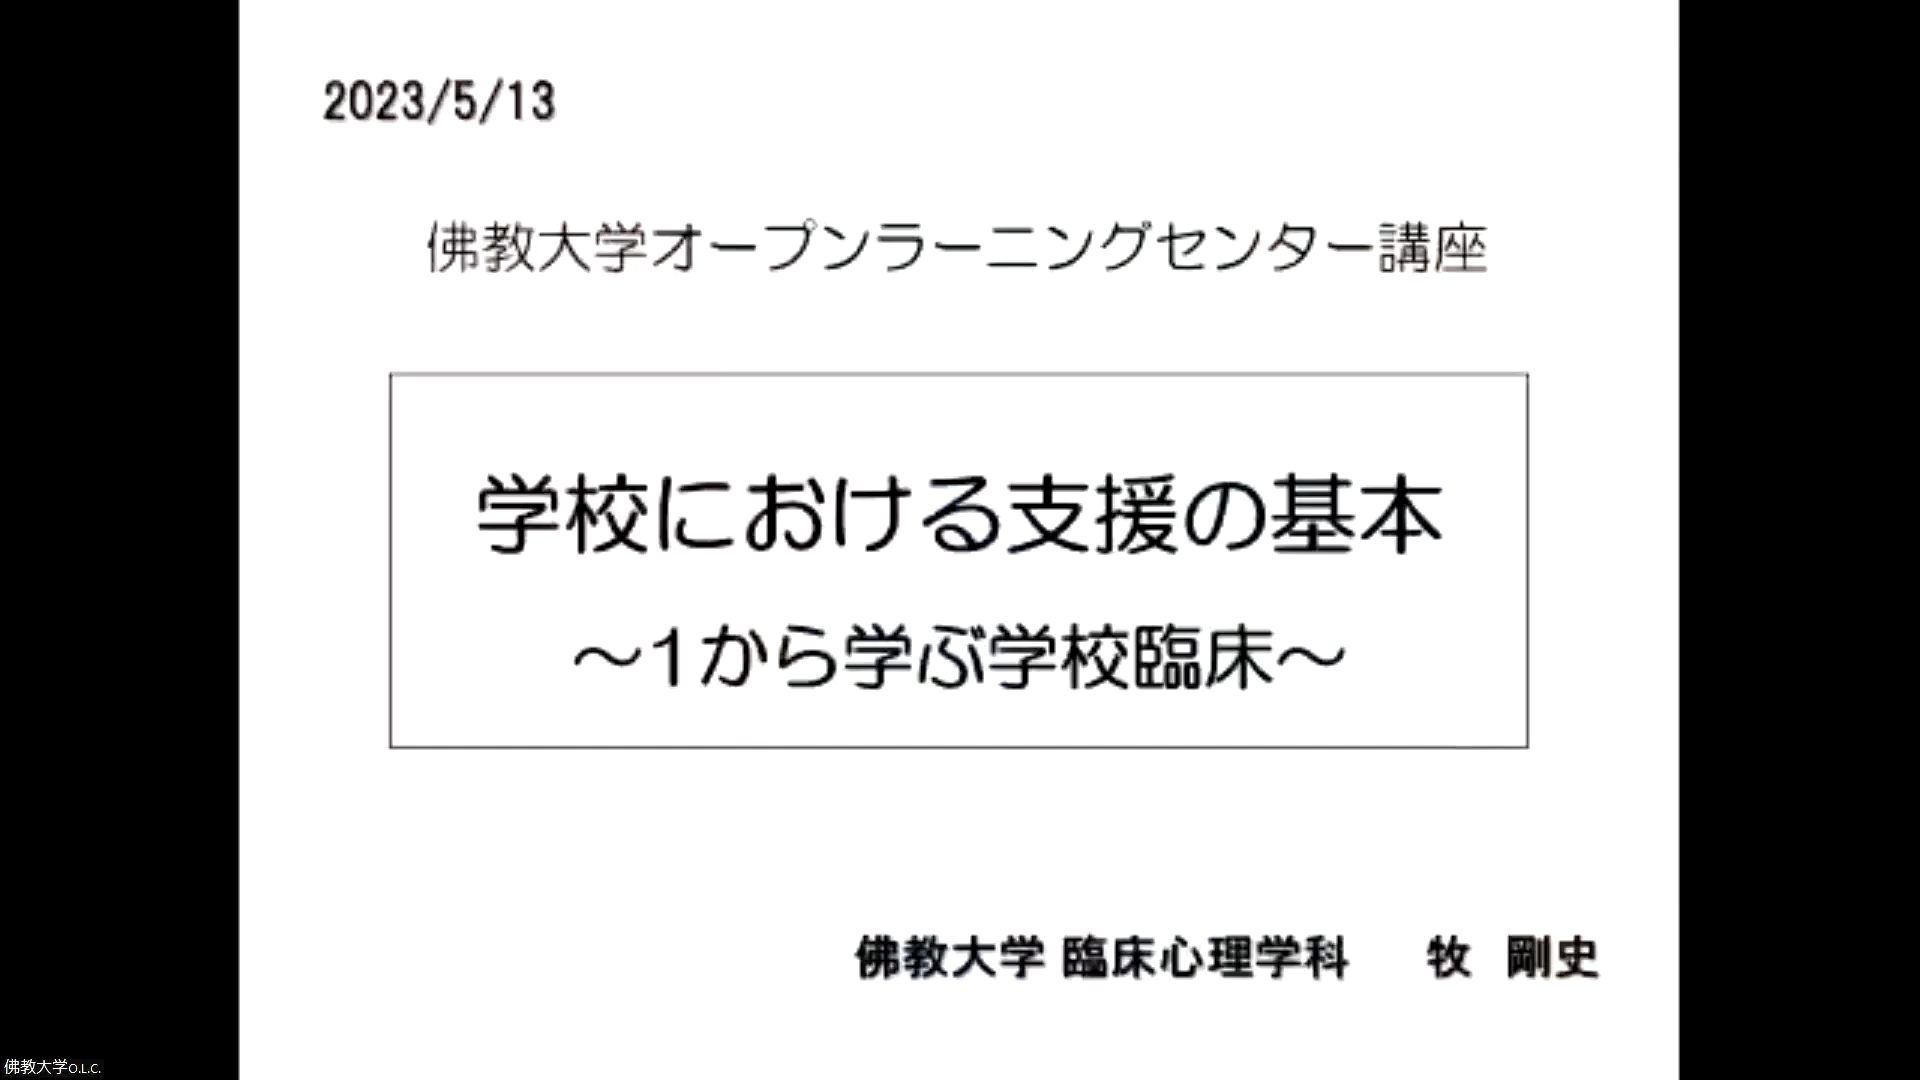 2023/5/13
佛教大学オープンラーニングセンター講座
学校における支援の基本
～1から学ぶ学校臨床～
佛教大学 臨床心理学科　牧　剛史
佛教大学O.L.C.